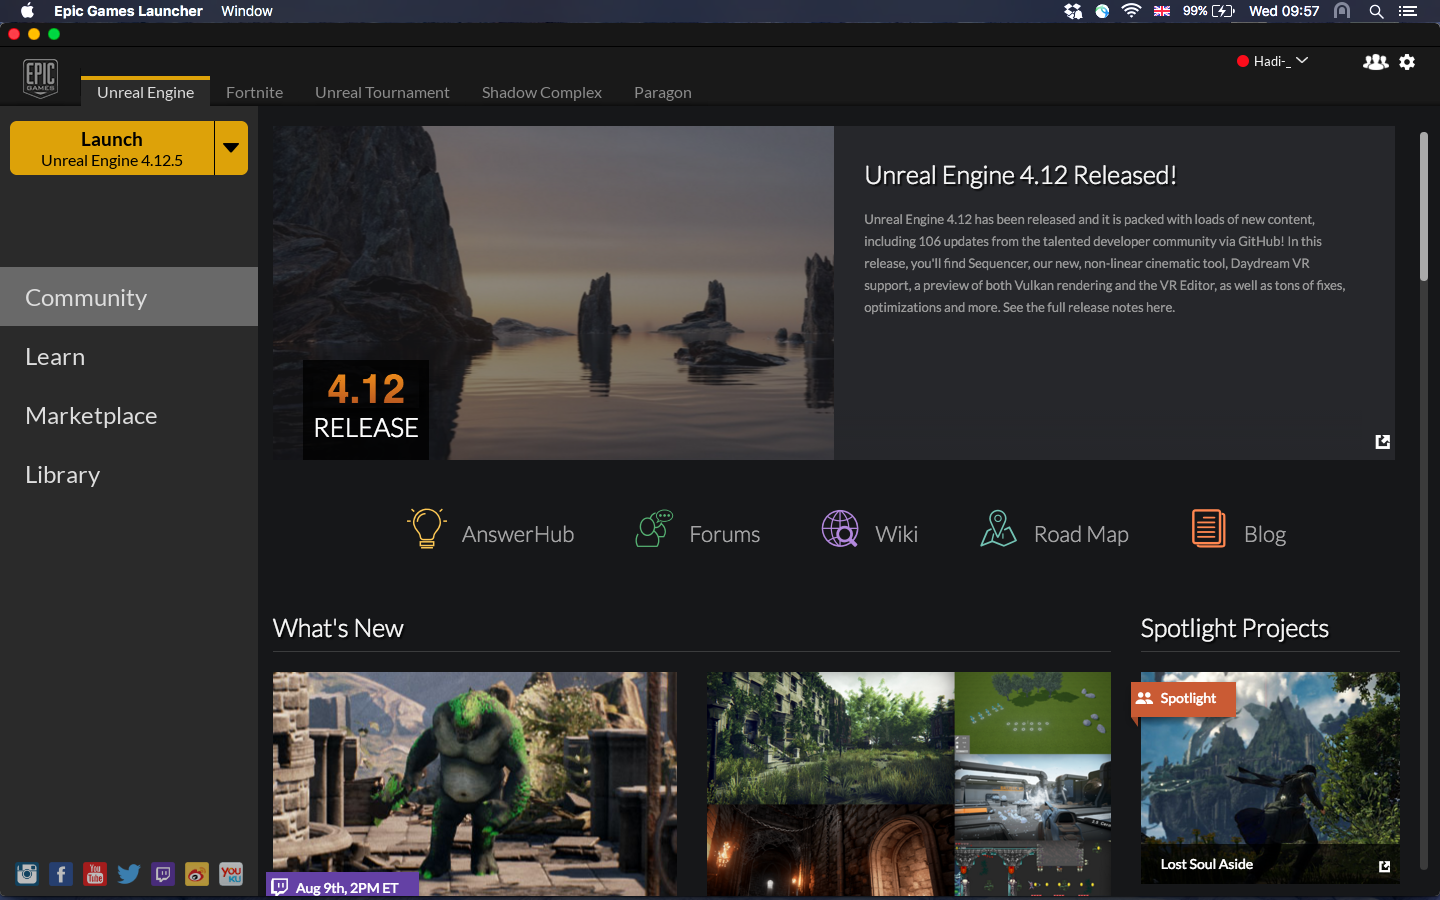 Epic Games Launcher Window 99% Wed 09:57
Hadi-_
EPIC
GAMES
Unreal Engine Fortnite Unreal Tournament Shadow Complex Paragon
Launch
Unreal Engine 4.12.5
Community
Learn
Marketplace
Library
4.12
RELEASE
Unreal Engine 4.12 Released!
Unreal Engine 4.12 has been released and it is packed with loads of new content,
including 106 updates from the talented developer community via GitHub! In this
release, you'll find Sequencer, our new, non-linear cinematic tool, Daydream VR
support, a preview of both Vulkan rendering and the VR Editor, as well as tons of fixes,
optimizations and more. See the full release notes here.
AnswerHub Forums Wiki Road Map Blog
What's New
Spotlight Projects
Spotlight
Lost Soul Aside
Aug 9th, 2PM ET
You
Tube
YOU
KU